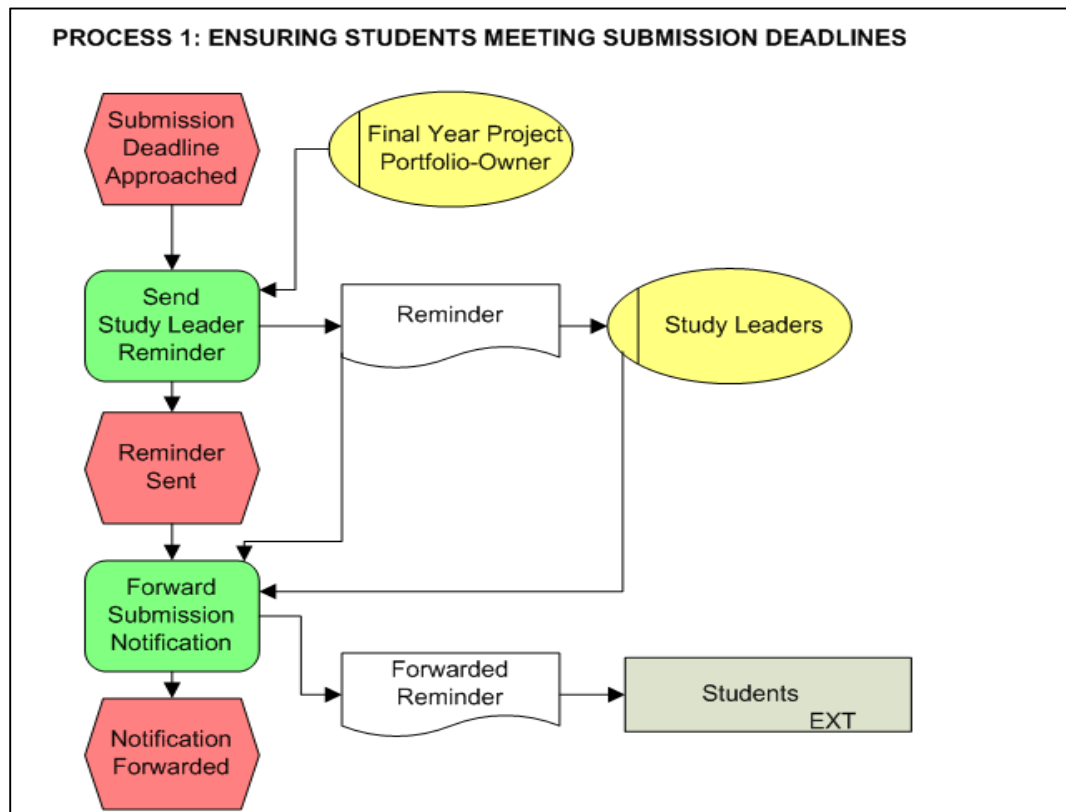 PROCESS 1: ENSURING STUDENTS MEETING SUBMISSION DEADLINES
Submission
Deadline
Approached
Final Year Project
Portfolio-Owner
Send
Study Leader
Reminder
Reminder
Study Leaders
Reminder
Sent
Forward
Submission
Notification
Forwarded
Reminder
Students
EXT
Notification
Forwarded